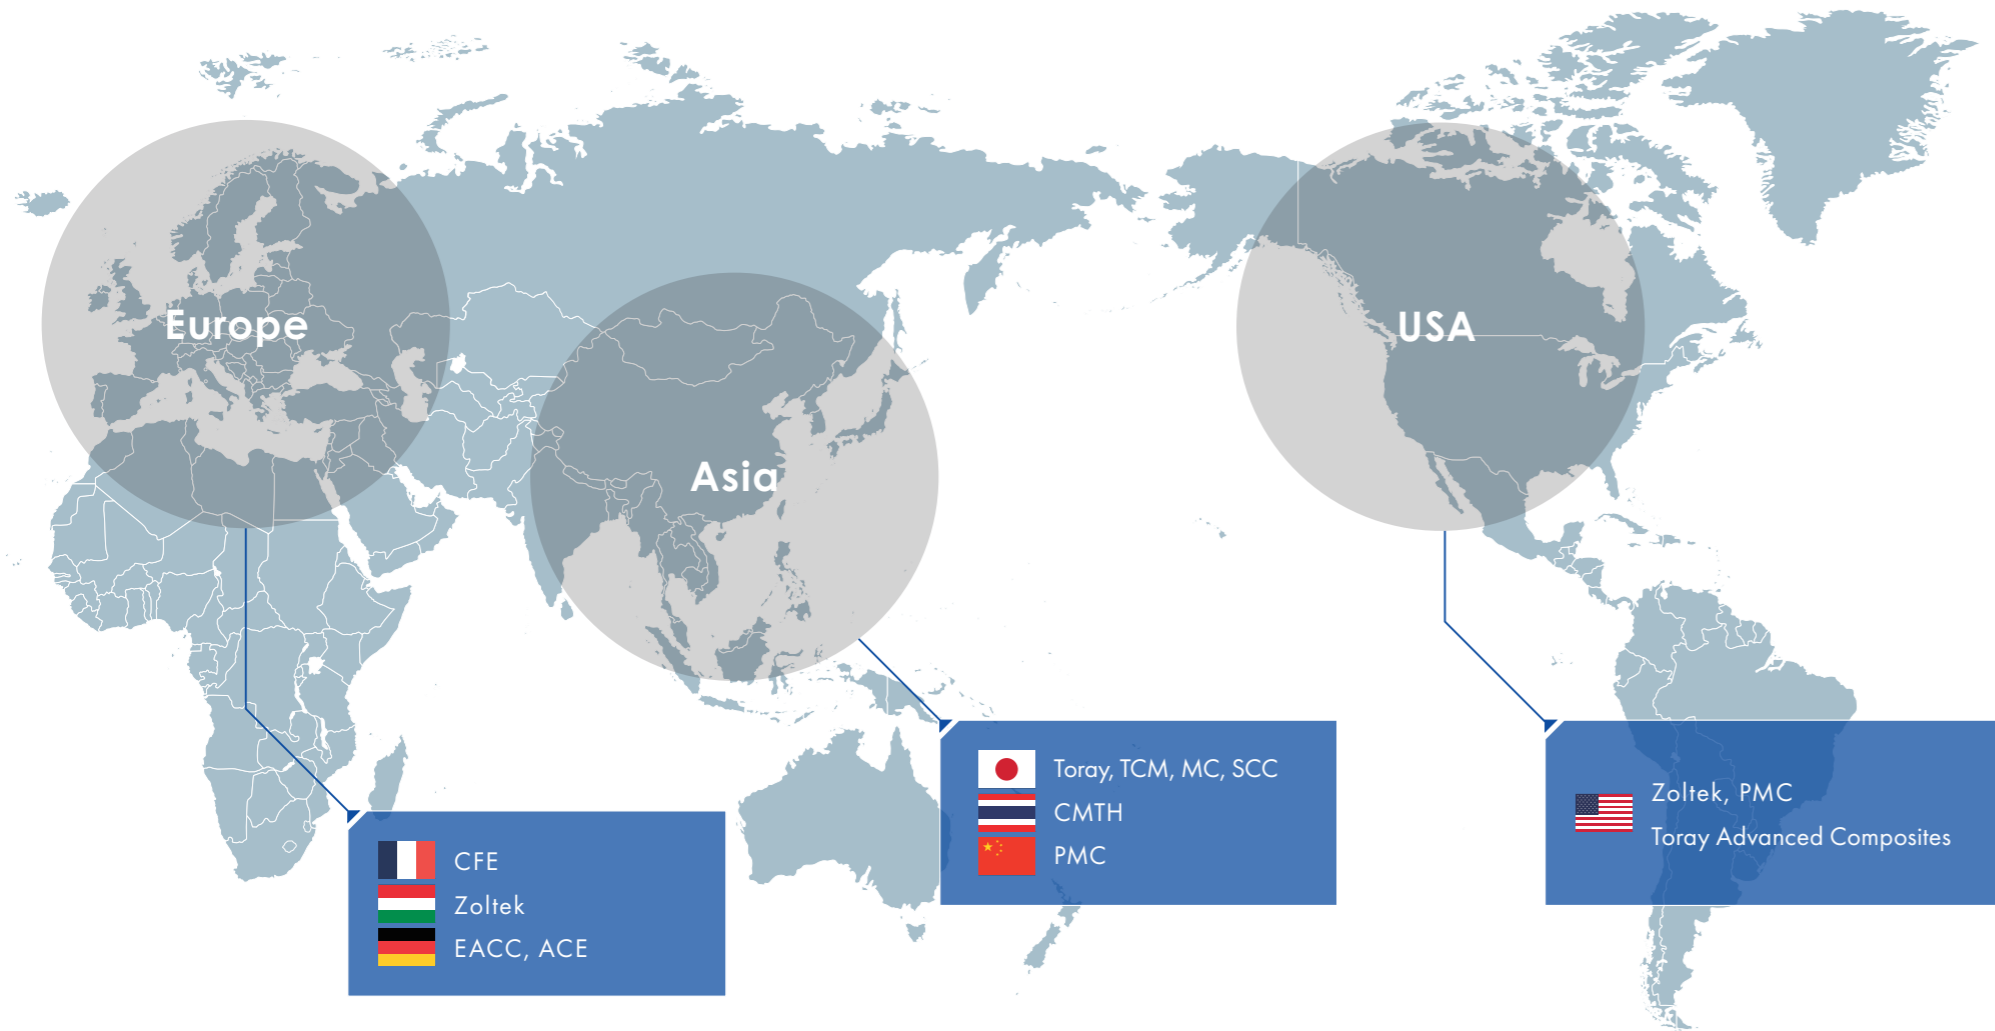 Europe
Asia
USA
Toray, TCM, MC, SCC
CMTH
PMC
Zoltek, PMC
Toray Advanced Composites
CFE
Zoltek
EACC, ACE